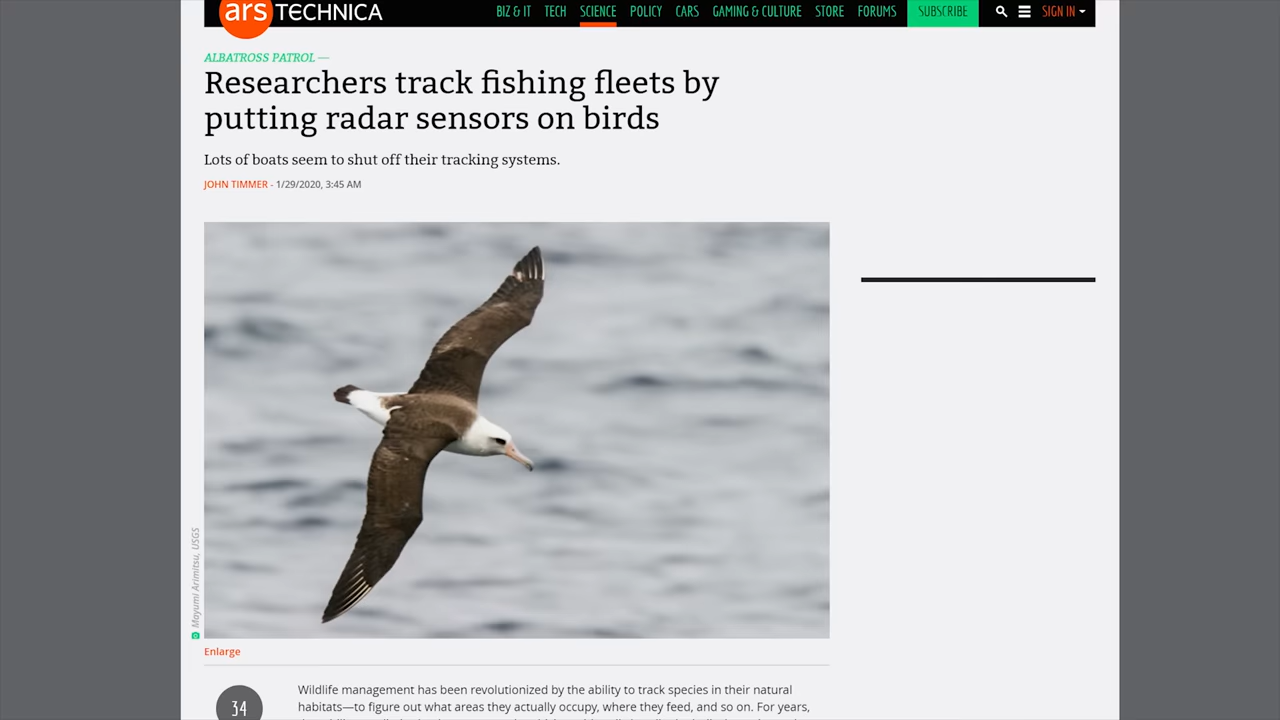 ars TECHNICA
BIZ & IT TECH SCIENCE POLICY CARS GAMING & CULTURE STORE FORUMS SUBSCRIBE SIGN IN
ALBATROSS PATROL —
Researchers track fishing fleets by
putting radar sensors on birds
Lots of boats seem to shut off their tracking systems.
JOHN TIMMER - 1/29/2020, 3:45 AM
Mayumi Arimitsu, USGS
Enlarge
34
Wildlife management has been revolutionized by the ability to track species in their natural
habitats—to figure out what areas they actually occupy, where they feed, and so on. For years,